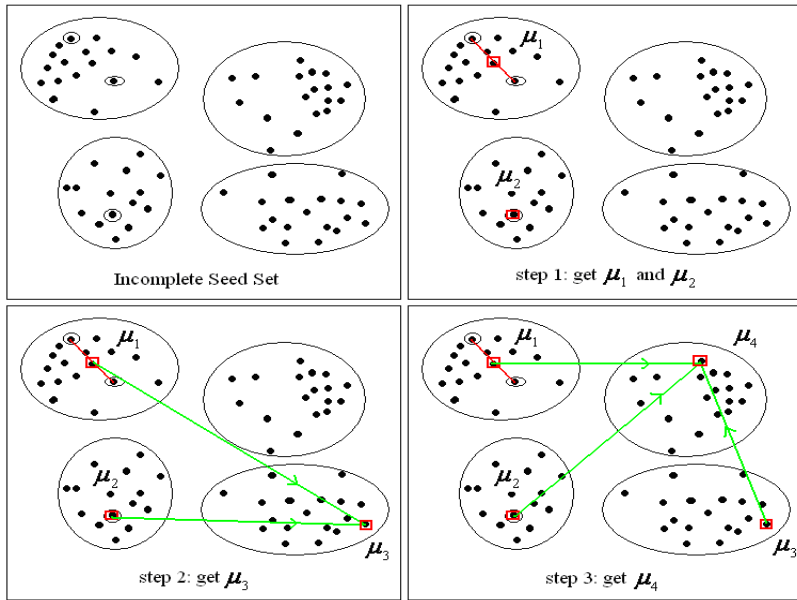 Incomplete Seed Set
μ₁
μ₂
step 1: get μ₁ and μ₂
μ₁
μ₂
μ₃
step 2: get μ₃
μ₁
μ₄
μ₂
μ₃
step 3: get μ₄